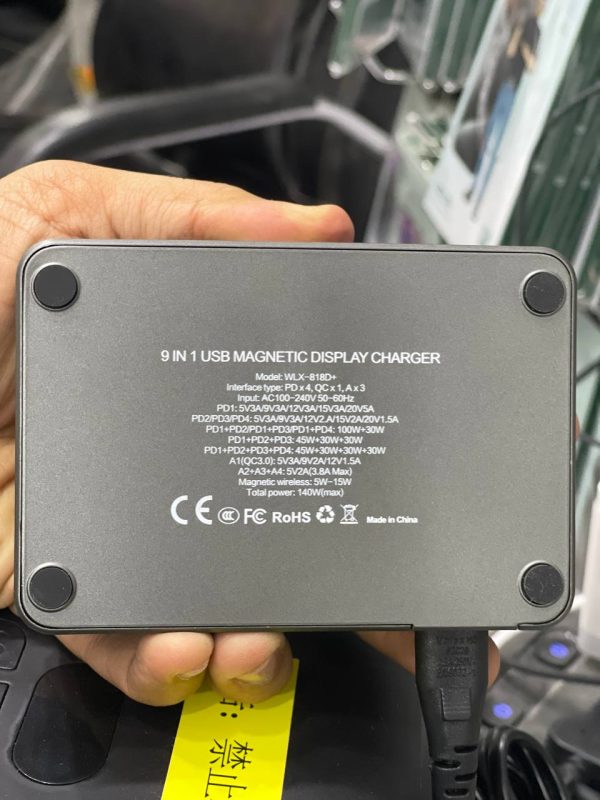 9 IN 1 USB MAGNETIC DISPLAY CHARGER
Model: WLX-818D+
Interface type: PD x 4, QC x 1, A x 3
Input: AC100-240V 50-60Hz
PD1: 5V3A/9V3A/12V3A/15V3A/20V5A
PD2/PD3/PD4: 5V3A/9V3A/12V2.A/15V2A/20V1.5A
PD1+PD2/PD1+PD3/PD1+PD4: 100W+30W
PD1+PD2+PD3: 45W+30W+30W
PD1+PD2+PD3+PD4: 45W+30W+30W+30W
A1(QC3.0): 5V3A/9V2A/12V1.5A
A2+A3+A4: 5V2A(3.8A Max)
Magnetic wireless: 5W-15W
Total power: 140W(max)
CE CCC FC RoHS Made in China
禁止